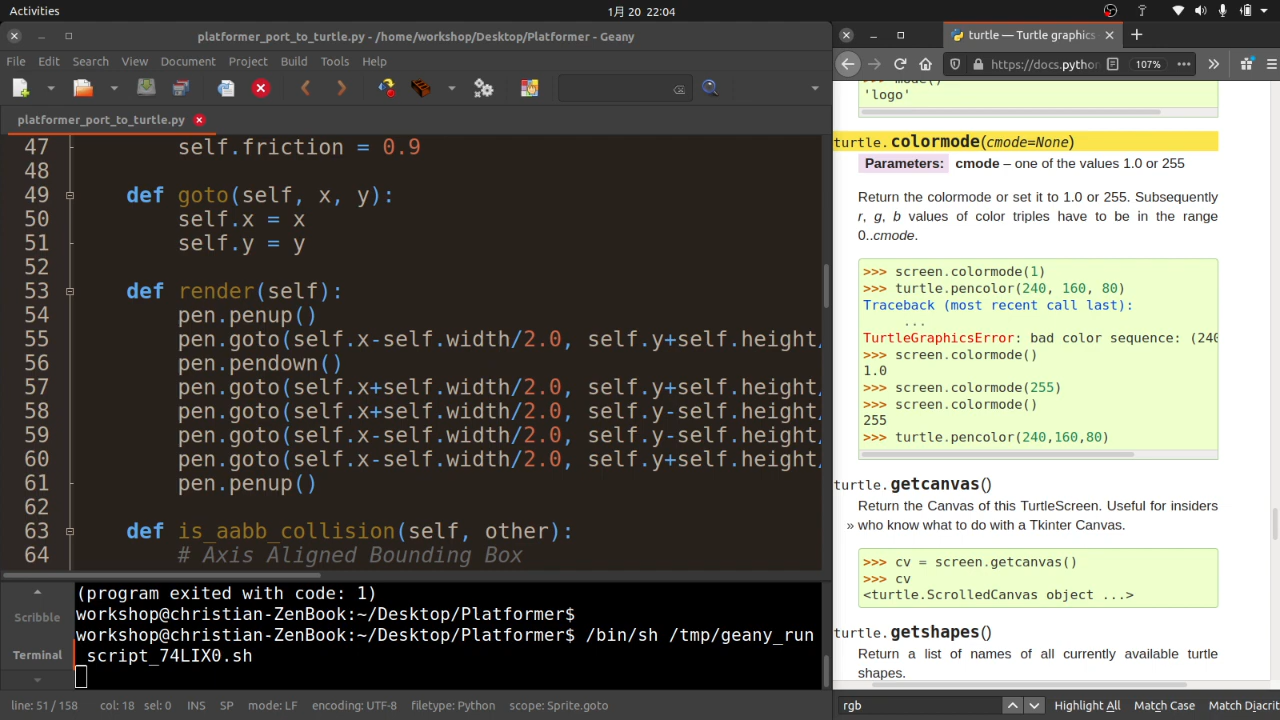 Activities
1月 20 22:04
platformer_port_to_turtle.py - /home/workshop/Desktop/Platformer - Geany
File Edit Search View Document Project Build Tools Help
platformer_port_to_turtle.py
47 self.friction = 0.9
48
49 def goto(self, x, y):
50 self.x = x
51 self.y = y
52
53 def render(self):
54 pen.penup()
55 pen.goto(self.x-self.width/2.0, self.y+self.height/
56 pen.pendown()
57 pen.goto(self.x+self.width/2.0, self.y+self.height/
58 pen.goto(self.x+self.width/2.0, self.y-self.height/
59 pen.goto(self.x-self.width/2.0, self.y-self.height/
60 pen.goto(self.x-self.width/2.0, self.y+self.height/
61 pen.penup()
62
63 def is_aabb_collision(self, other):
64 # Axis Aligned Bounding Box
Scribble
Terminal
(program exited with code: 1)
workshop@christian-ZenBook:~/Desktop/Platformer$
workshop@christian-ZenBook:~/Desktop/Platformer$ /bin/sh /tmp/geany_run
_script_74LIX0.sh
line: 51 / 158 col: 18 sel: 0 INS SP mode: LF encoding: UTF-8 filetype: Python scope: Sprite.goto
turtle — Turtle graphics
https://docs.python 107%
>>> mode()
'logo'
turtle.colormode(cmode=None)
Parameters: cmode – one of the values 1.0 or 255
Return the colormode or set it to 1.0 or 255. Subsequently
r, g, b values of color triples have to be in the range
0..cmode.
>>> screen.colormode(1)
>>> turtle.pencolor(240, 160, 80)
Traceback (most recent call last):
...
TurtleGraphicsError: bad color sequence: (240
>>> screen.colormode()
1.0
>>> screen.colormode(255)
>>> screen.colormode()
255
>>> turtle.pencolor(240,160,80)
turtle.getcanvas()
Return the Canvas of this TurtleScreen. Useful for insiders
» who know what to do with a Tkinter Canvas.
>>> cv = screen.getcanvas()
>>> cv
<turtle.ScrolledCanvas object ...>
turtle.getshapes()
Return a list of names of all currently available turtle
shapes.
rgb Highlight All Match Case Match Diacrit